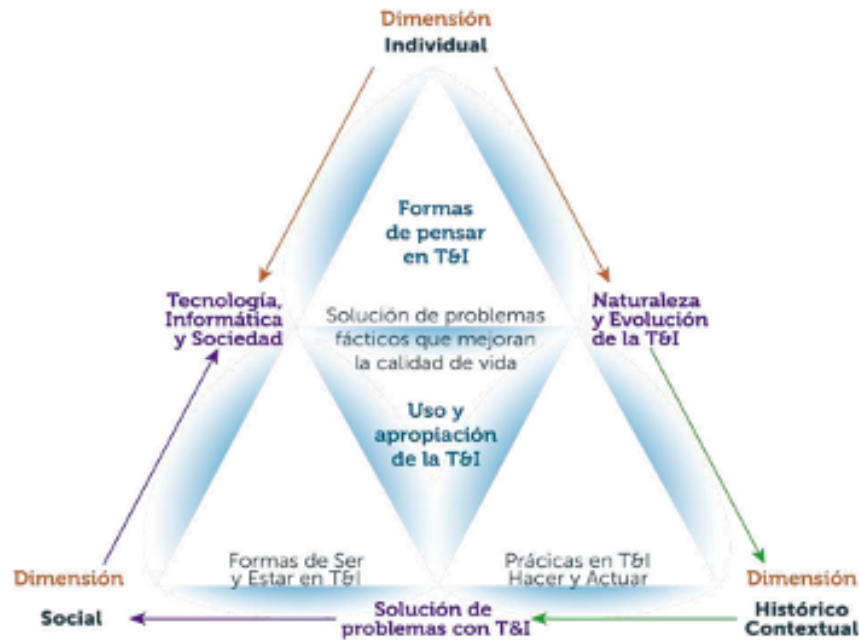 Dimensión
Individual
Formas
de pensar
en T&I
Tecnología,
Informática
y Sociedad
Solución de problemas
fácticos que mejoran
la calidad de vida
Naturaleza
y Evolución
de la T&I
Uso y
apropiación
de la T&I
Formas de Ser
y Estar en T&I
Prácicas en T&I
Hacer y Actuar
Dimensión
Social
Solución de
problemas con T&I
Dimensión
Histórico
Contextual